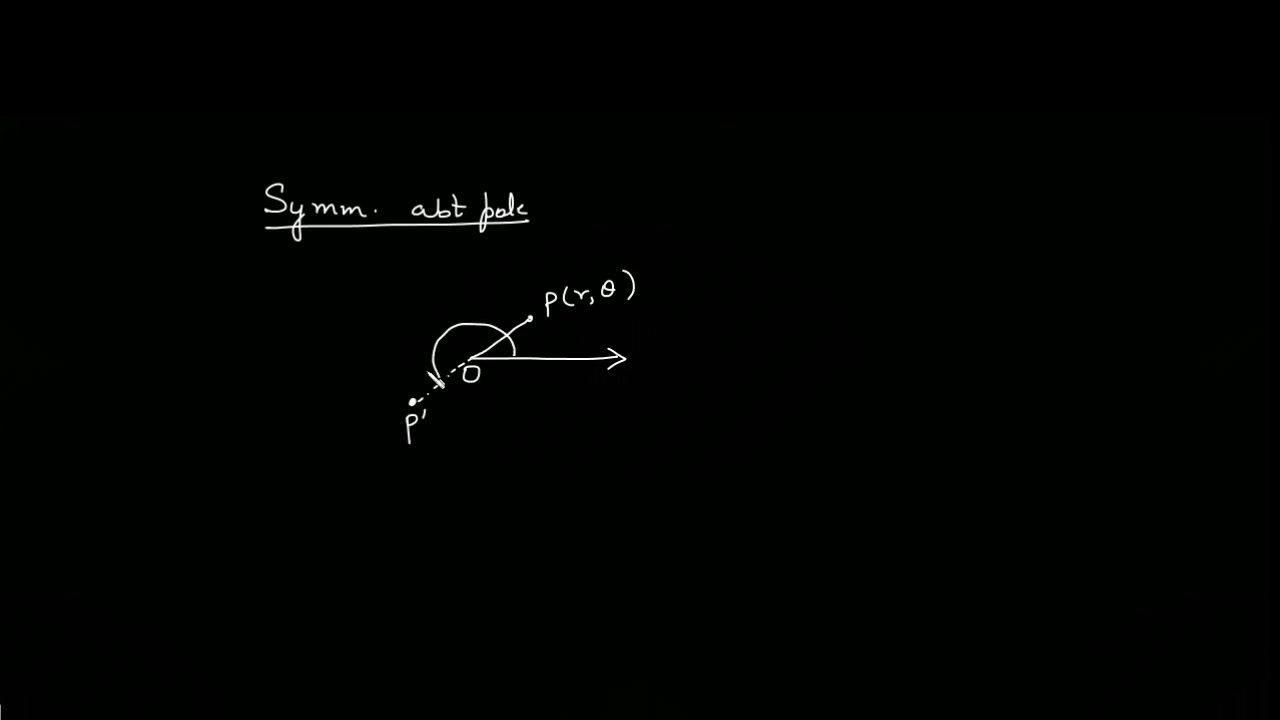 Symm. abt pole
P(r, θ)
O
P'